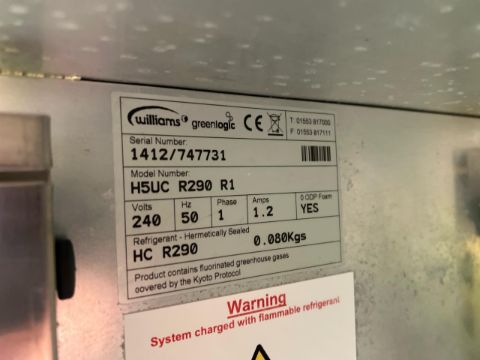 williams greenlogic CE T: 01553-817000
F: 01553-817111
Serial Number:
1412/747731
Model Number:
H5UC R290 R1
Volts Hz Phase Amps 0 ODP Foam
240 50 1 1.2 YES
Refrigerant - Hermetically Sealed
HC R290 0.080Kgs
Product contains fluorinated greenhouse gases
covered by the Kyoto Protocol
Warning
System charged with flammable refrigerant